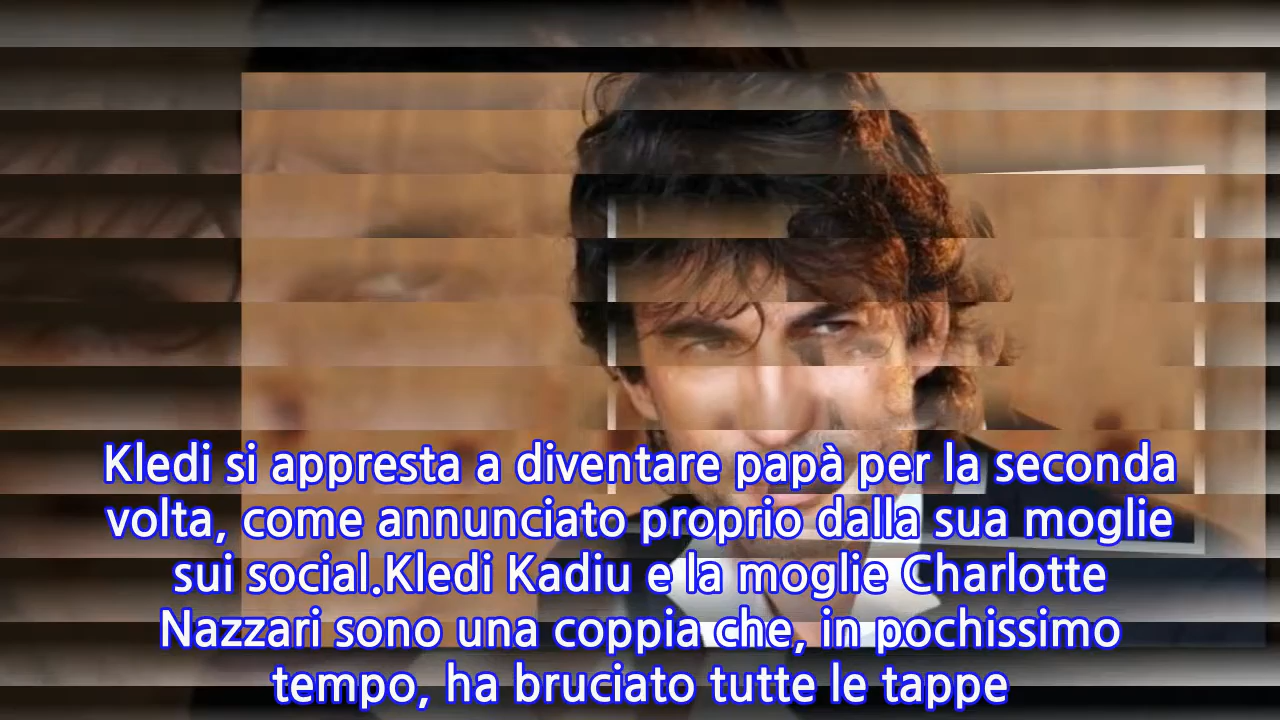 Kledi si appresta a diventare papà per la seconda
volta, come annunciato proprio dalla sua moglie
sui social.Kledi Kadiu e la moglie Charlotte
Nazzari sono una coppia che, in pochissimo
tempo, ha bruciato tutte le tappe